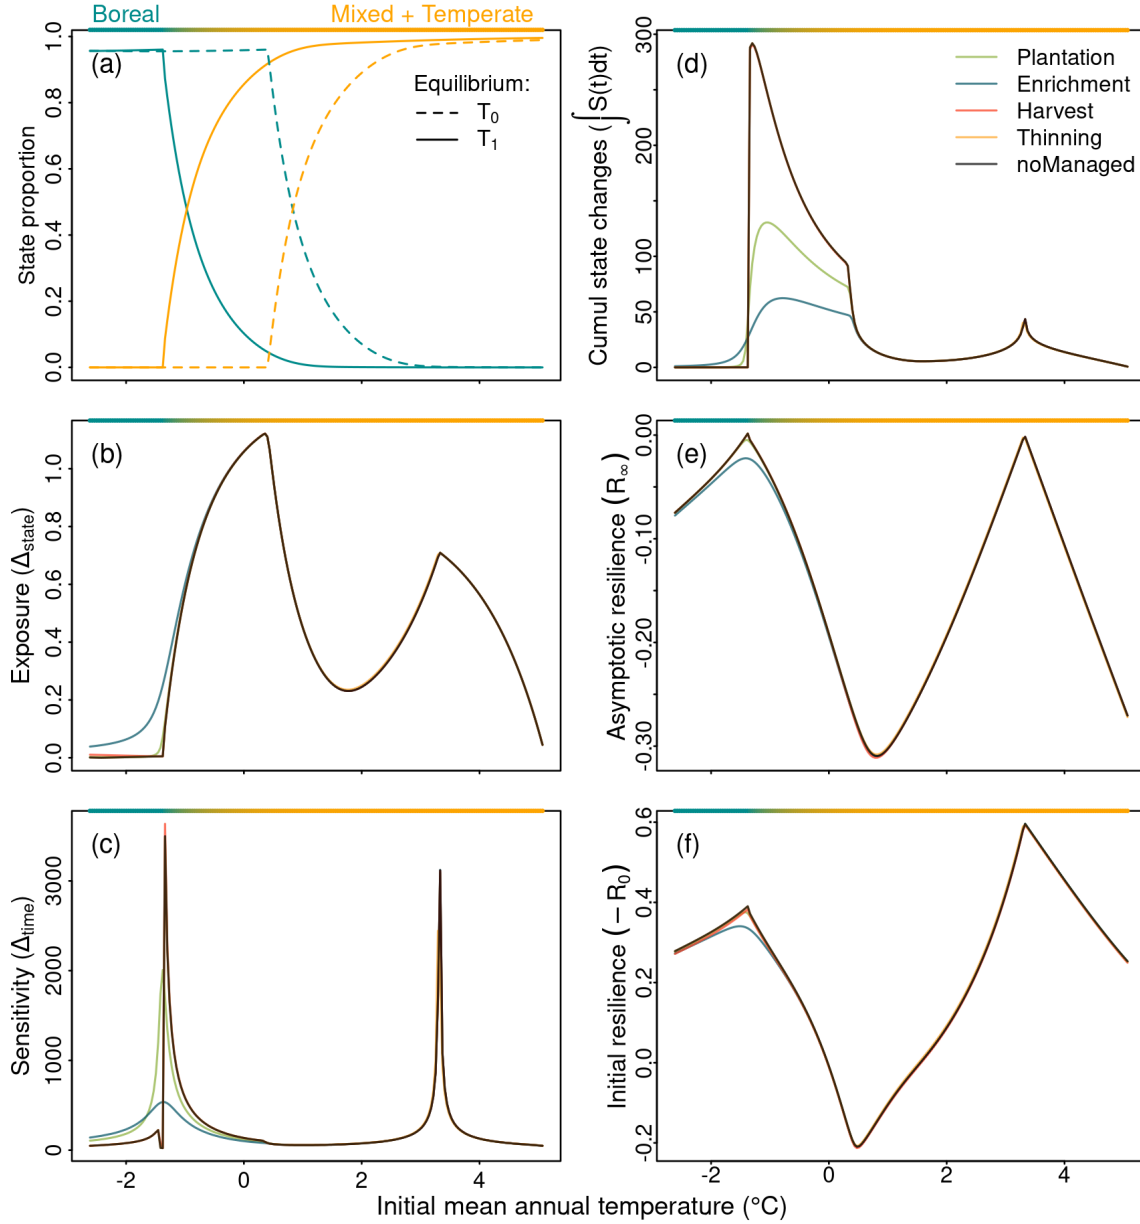 Boreal
Mixed + Temperate
(a)
Equilibrium:
T0
T1
State proportion
0.0
0.2
0.4
0.6
0.8
1.0
(d)
Plantation
Enrichment
Harvest
Thinning
noManaged
Cumul state changes (∫S(t)dt)
0
50
100
200
300
(b)
Exposure (Δstate)
0.0
0.2
0.4
0.6
0.8
1.0
(e)
Asymptotic resilience (R∞)
-0.30
-0.20
-0.10
0.00
(c)
Sensitivity (Δtime)
0
1000
2000
3000
-2
0
2
4
(f)
Initial resilience (−R0)
-0.2
0.0
0.2
0.4
0.6
-2
0
2
4
Initial mean annual temperature (°C)